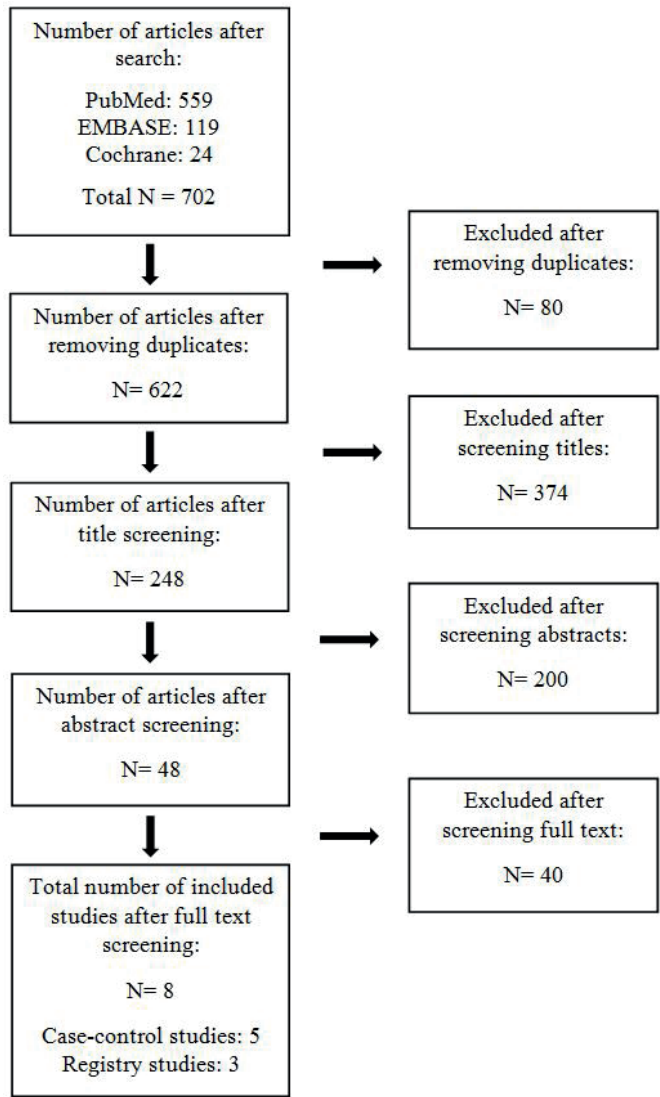 Number of articles after
search:
PubMed: 559
EMBASE: 119
Cochrane: 24
Total N = 702
Excluded after
removing duplicates:
N= 80
Number of articles after
removing duplicates:
N= 622
Excluded after
screening titles:
N= 374
Number of articles after
title screening:
N= 248
Excluded after
screening abstracts:
N= 200
Number of articles after
abstract screening:
N= 48
Excluded after
screening full text:
N= 40
Total number of included
studies after full text
screening:
N= 8
Case-control studies: 5
Registry studies: 3